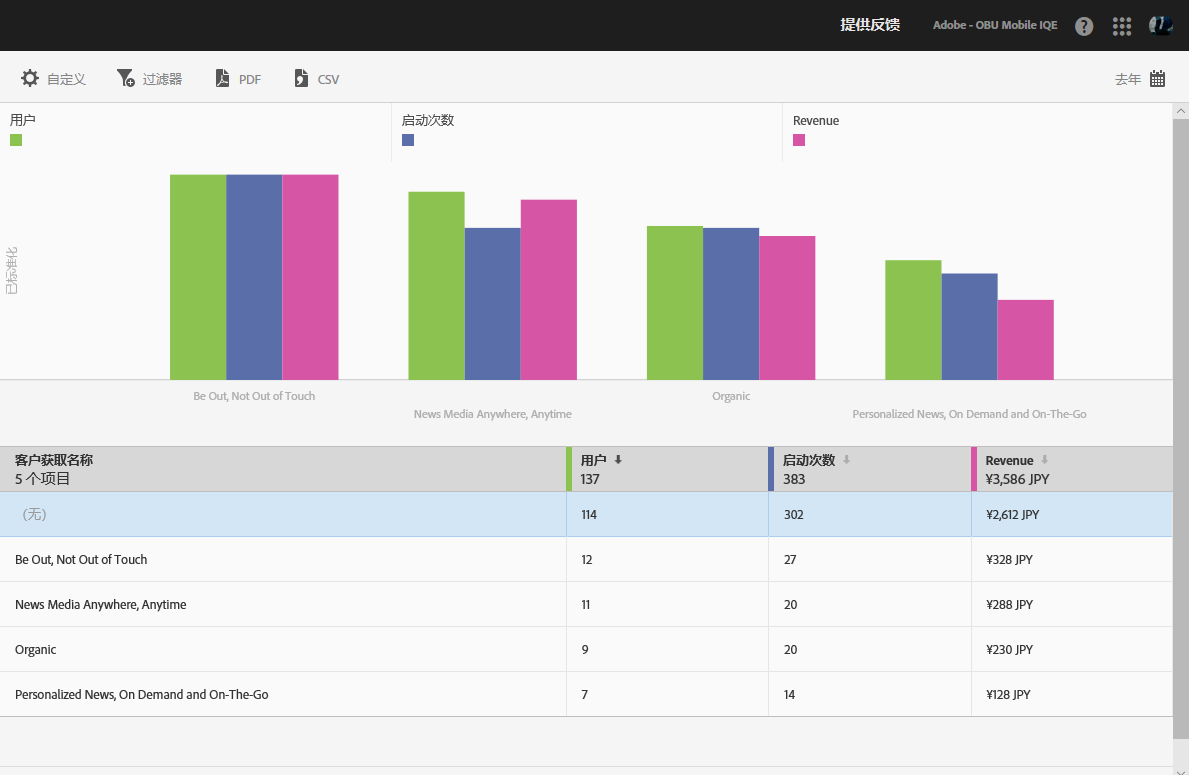 提供反馈 Adobe - OBU Mobile IQE ?
自定义 过滤器 PDF CSV 去年
用户 启动次数 Revenue
已标准化
Be Out, Not Out of Touch Organic
News Media Anywhere, Anytime Personalized News, On Demand and On-The-Go
客户获取名称 用户 启动次数 Revenue
5 个项目 137 383 ¥3,586 JPY
（无） 114 302 ¥2,612 JPY
Be Out, Not Out of Touch 12 27 ¥328 JPY
News Media Anywhere, Anytime 11 20 ¥288 JPY
Organic 9 20 ¥230 JPY
Personalized News, On Demand and On-The-Go 7 14 ¥128 JPY